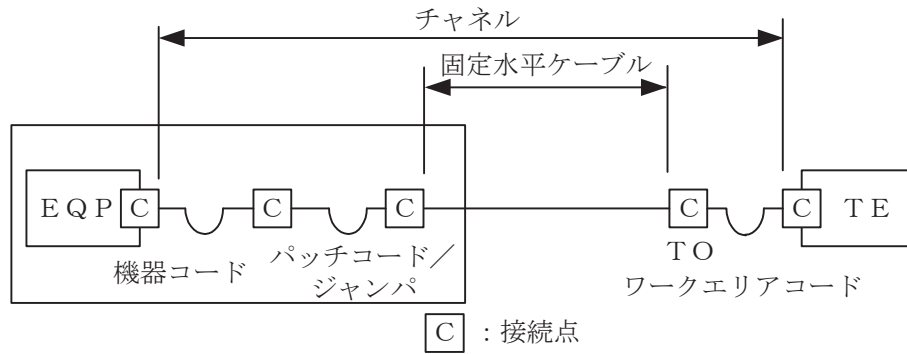 チャネル
固定水平ケーブル
EQP C C C C C TE
機器コード
パッチコード／
ジャンパ
TO
ワークエリアコード
C ：接続点